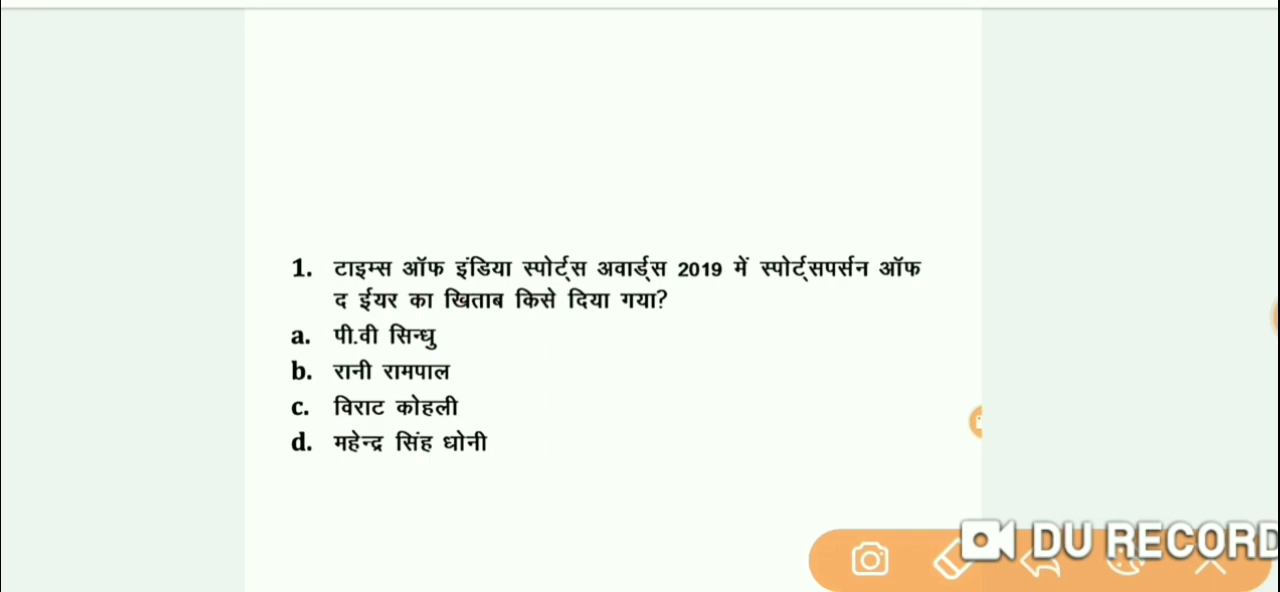 1. टाइम्स ऑफ इंडिया स्पोर्ट्स अवार्ड्स 2019 में स्पोर्ट्सपर्सन ऑफ
द ईयर का खिताब किसे दिया गया?
a. पी.वी सिन्धु
b. रानी रामपाल
c. विराट कोहली
d. महेन्द्र सिंह धोनी
DU RECORD